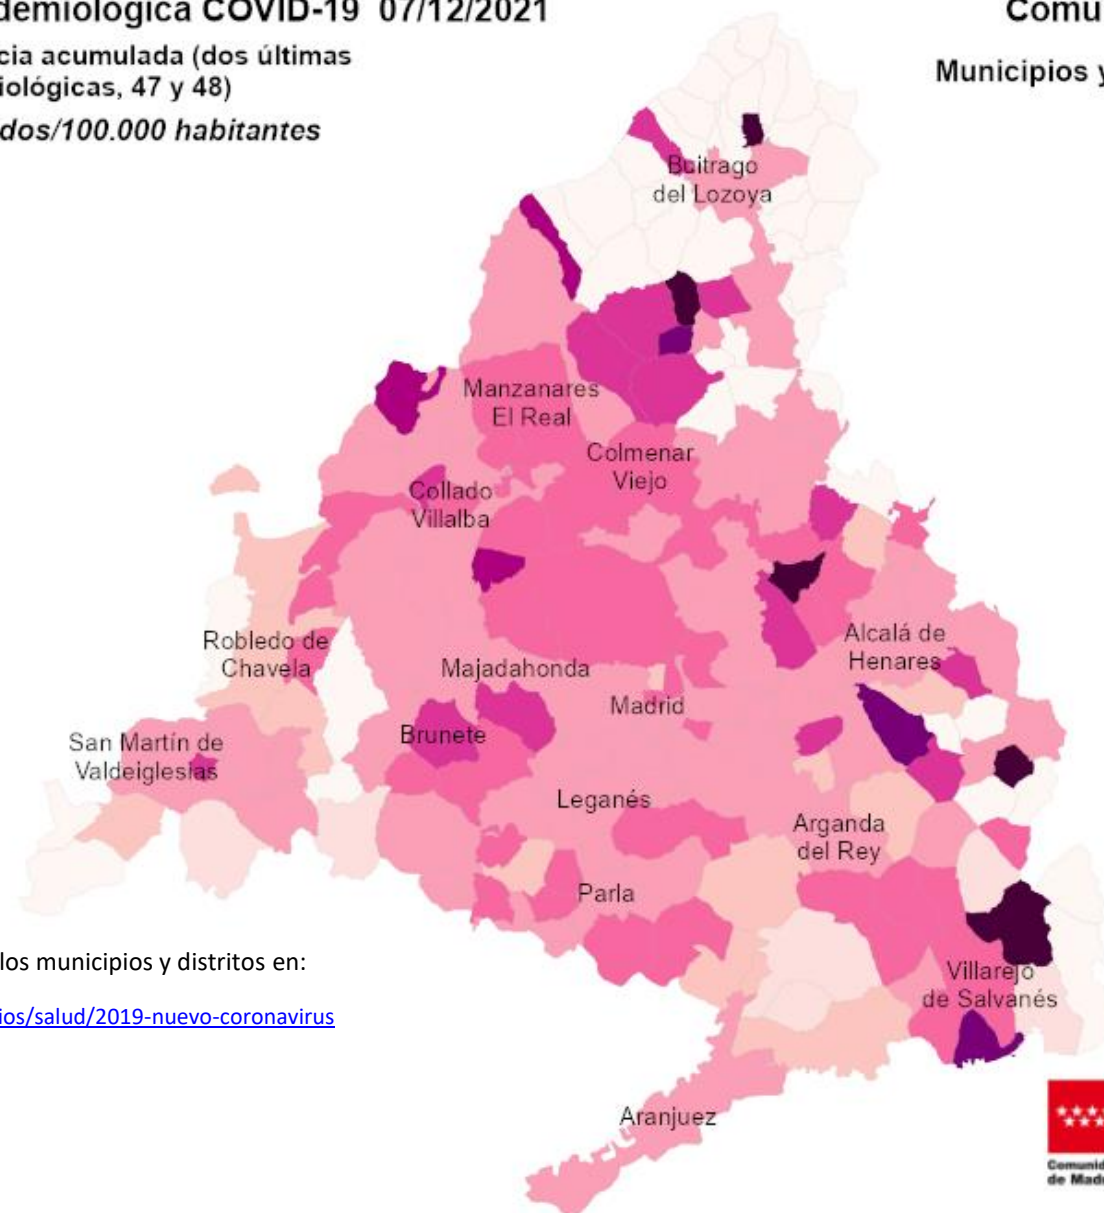 demiológica COVID-19 07/12/2021
Comu
cia acumulada (dos últimas
iológicas, 47 y 48)
Municipios y
dos/100.000 habitantes
Buitrago
del Lozoya
Manzanares
El Real
Colmenar
Viejo
Collado
Villalba
Robledo de
Chavela
Alcalá de
Henares
Majadahonda
Madrid
Brunete
San Martín de
Valdeiglesias
Leganés
Arganda
del Rey
Parla
los municipios y distritos en:
Villarejo
de Salvanés
ios/salud/2019-nuevo-coronavirus
Aranjuez
Comunid
de Madr